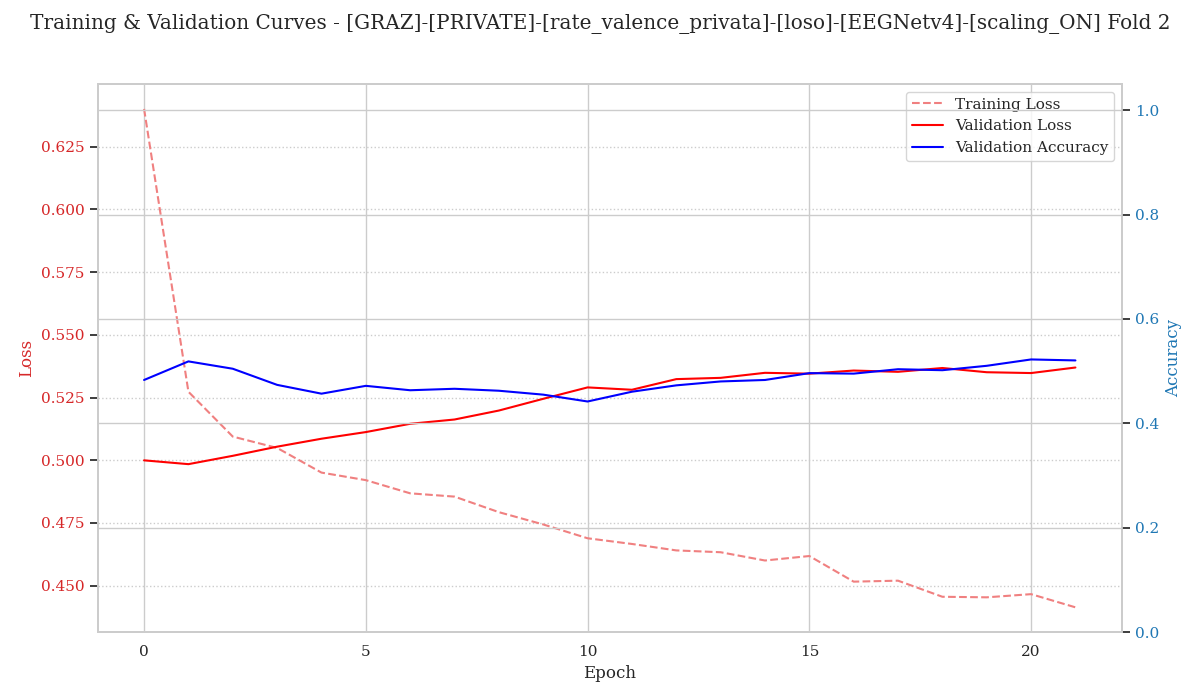 Training & Validation Curves - [GRAZ]-[PRIVATE]-[rate_valence_privata]-[loso]-[EEGNetv4]-[scaling_ON] Fold 2
Training Loss
Validation Loss
Validation Accuracy
Loss
0.625
0.600
0.575
0.550
0.525
0.500
0.475
0.450
1.0
0.8
0.6
0.4
0.2
0.0
Accuracy
0
5
10
15
20
Epoch